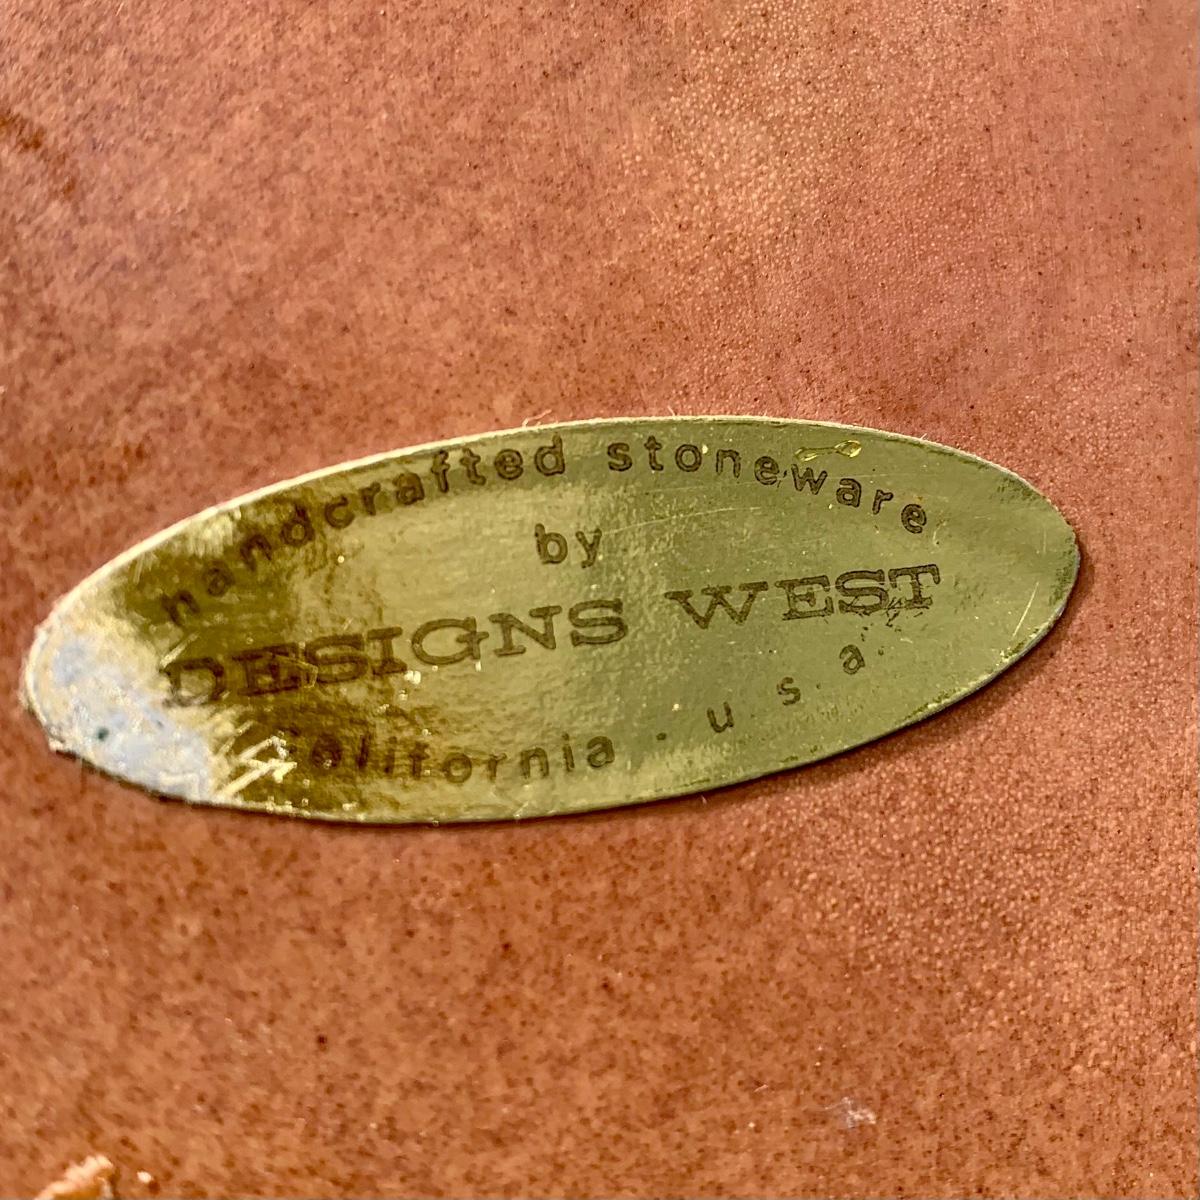 handcrafted stoneware
by
DESIGNS WEST
California · u s a